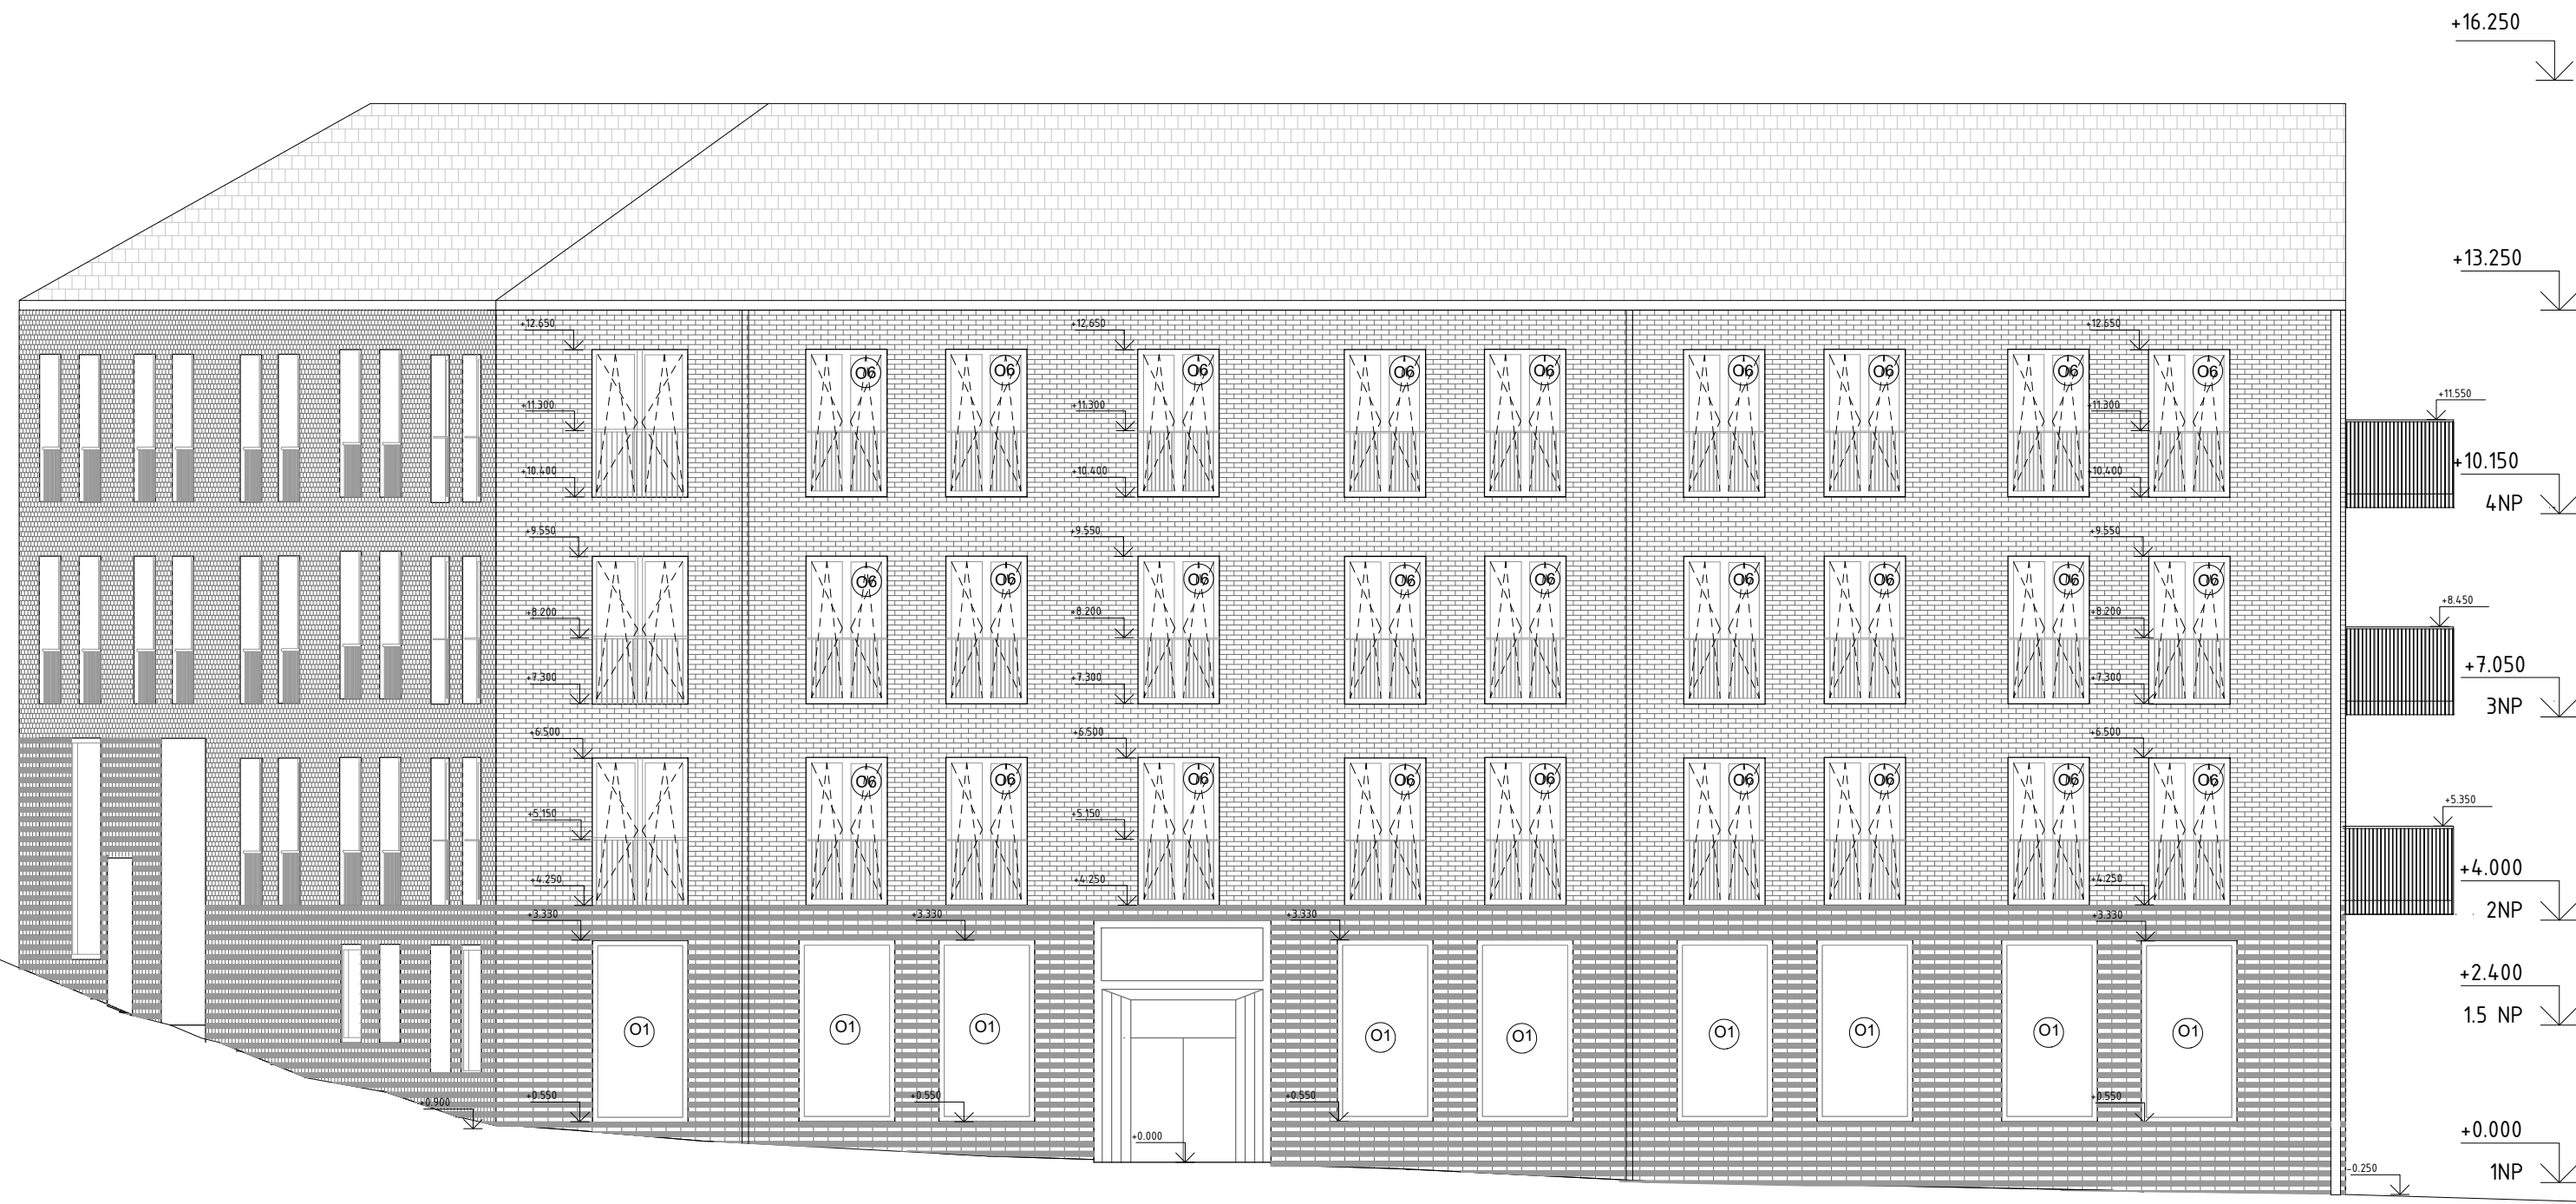 +16.250
+13.250
+12.650 +12.650 +12.650
O6 O6 O6 O6 O6 O6 O6 O6 O6
+11.550
+11.300 +11.300 +11.300
+10.150
+10.400 +10.400 +10.400
4NP
+9.550 +9.550 +9.550
O6 O6 O6 O6 O6 O6 O6 O6 O6
+8.450
+8.200 +8.200 +8.200
+7.050
+7.300 +7.300 +7.300
3NP
+6.500 +6.500 +6.500
O6 O6 O6 O6 O6 O6 O6 O6 O6
+5.350
+5.150 +5.150
+4.000
+4.250 +4.250 +4.250
2NP
+3.330 +3.330 +3.330 +3.330
+2.400
1.5 NP
O1 O1 O1 O1 O1 O1 O1 O1 O1
+0.900 +0.550 +0.550 +0.550 +0.550
+0.000
+0.000
1NP
-0.250